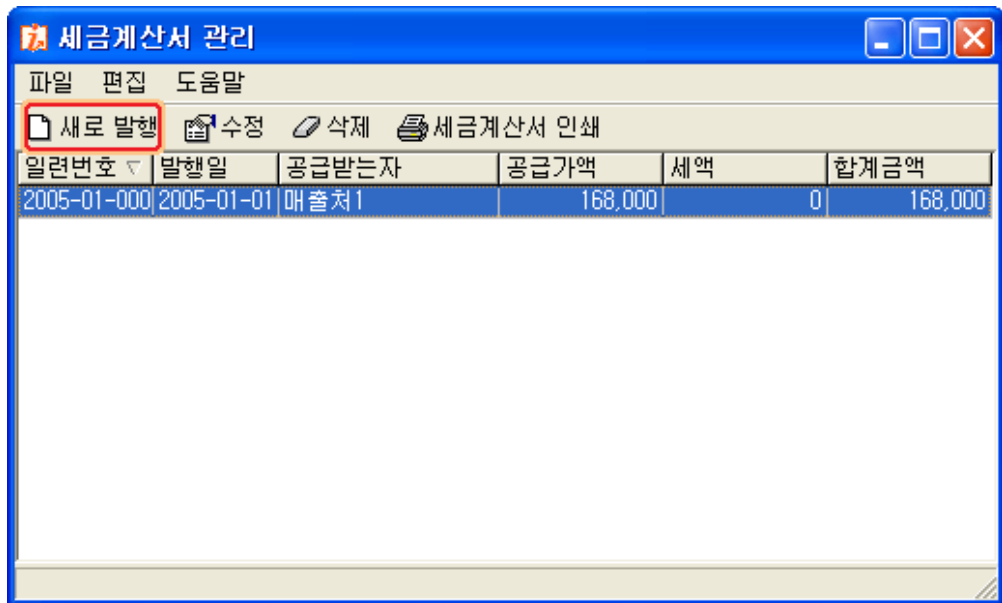 세금계산서 관리
파일 편집 도움말
새로 발행 수정 삭제 세금계산서 인쇄
일련번호 발행일 공급받는자 공급가액 세액 합계금액
2005-01-000 2005-01-01 매출처1 168,000 0 168,000